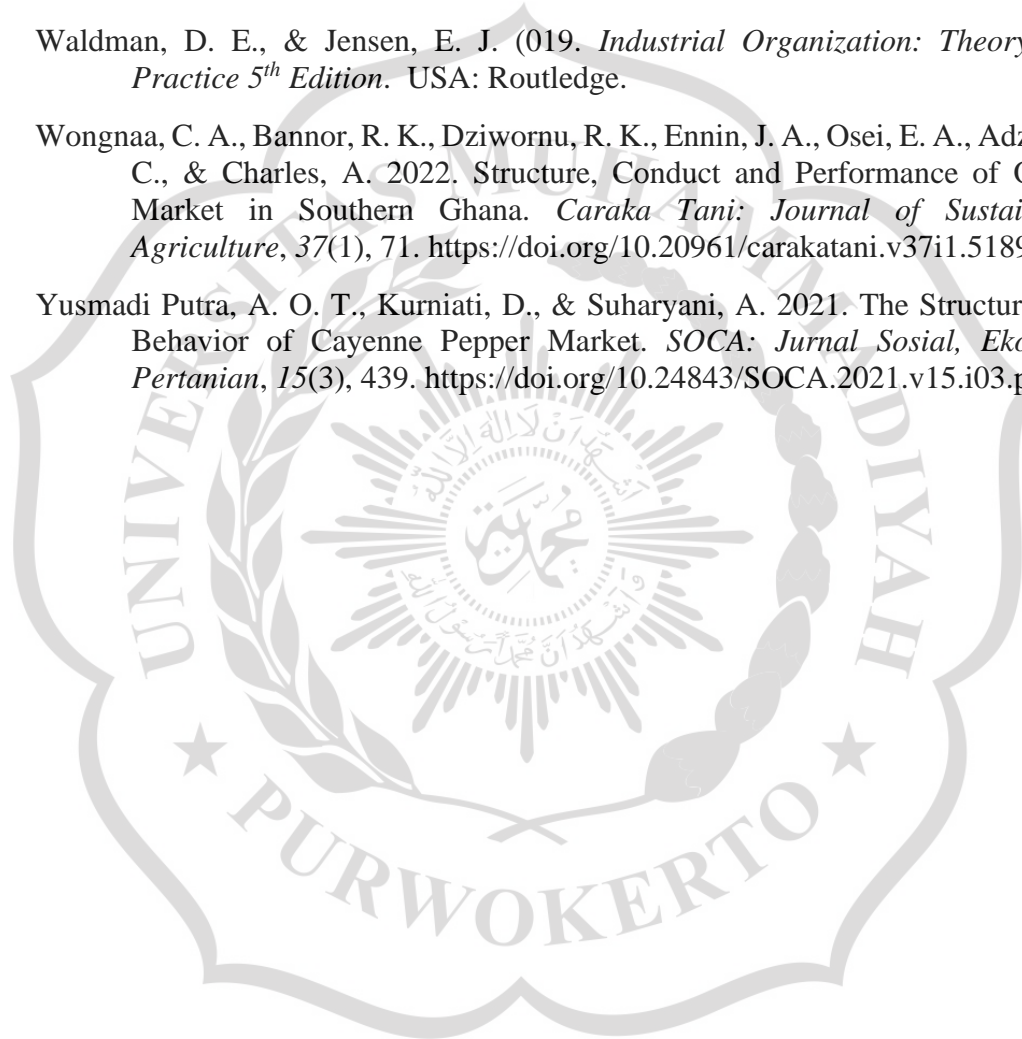 Waldman, D. E., & Jensen, E. J. (019. Industrial Organization: Theory
Practice 5th Edition. USA: Routledge.
Wongnaa, C. A., Bannor, R. K., Dziwornu, R. K., Ennin, J. A., Osei, E. A., Adz
C., & Charles, A. 2022. Structure, Conduct and Performance of
Market in Southern Ghana. Caraka Tani: Journal of Sustai
Agriculture, 37(1), 71. https://doi.org/10.20961/carakatani.v37i1.5189
Yusmadi Putra, A. O. T., Kurniati, D., & Suharyani, A. 2021. The Structur
Behavior of Cayenne Pepper Market. SOCA: Jurnal Sosial, Eko
Pertanian, 15(3), 439. https://doi.org/10.24843/SOCA.2021.v15.i03.p
UNIVERSITAS MUHAMMADIYAH
PURWOKERTO